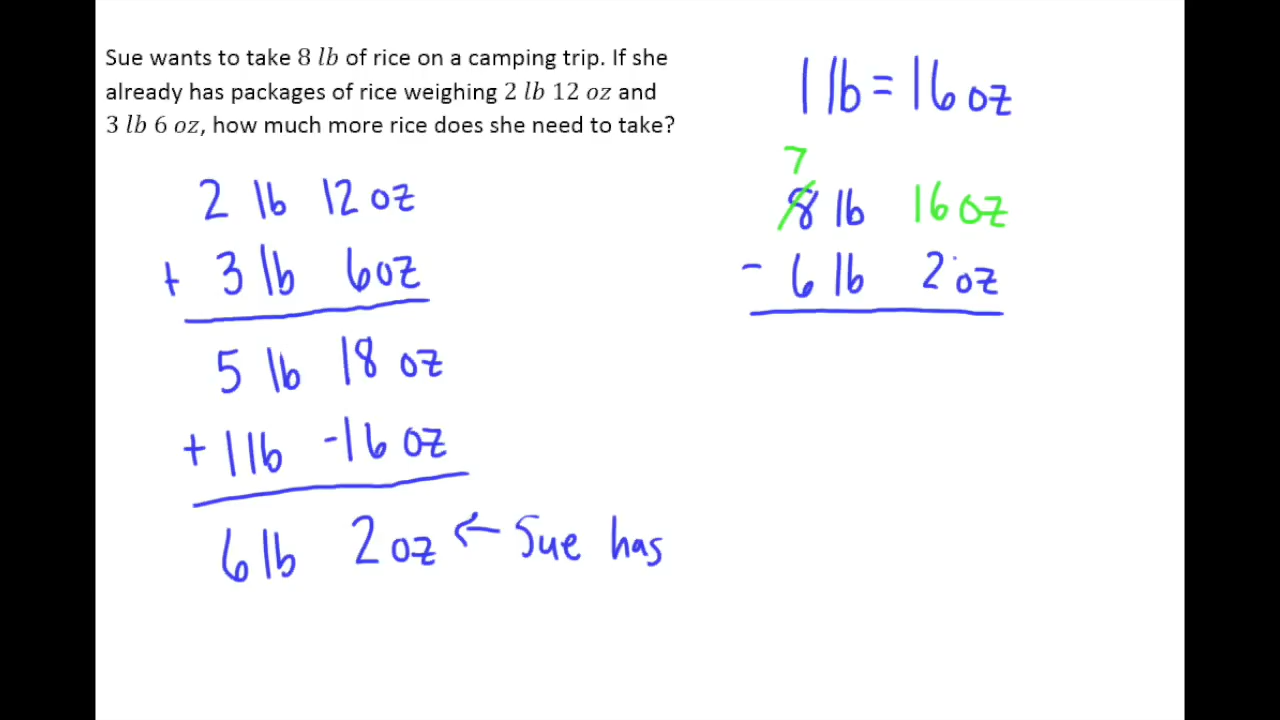 Sue wants to take 8 lb of rice on a camping trip. If she
already has packages of rice weighing 2 lb 12 oz and
3 lb 6 oz, how much more rice does she need to take?
2 lb 12 oz
+ 3 lb 6 oz
5 lb 18 oz
+ 1 lb -16 oz
6 lb 2 oz ← Sue has
1 lb = 16 oz
7
8 lb 16 oz
- 6 lb 2 oz